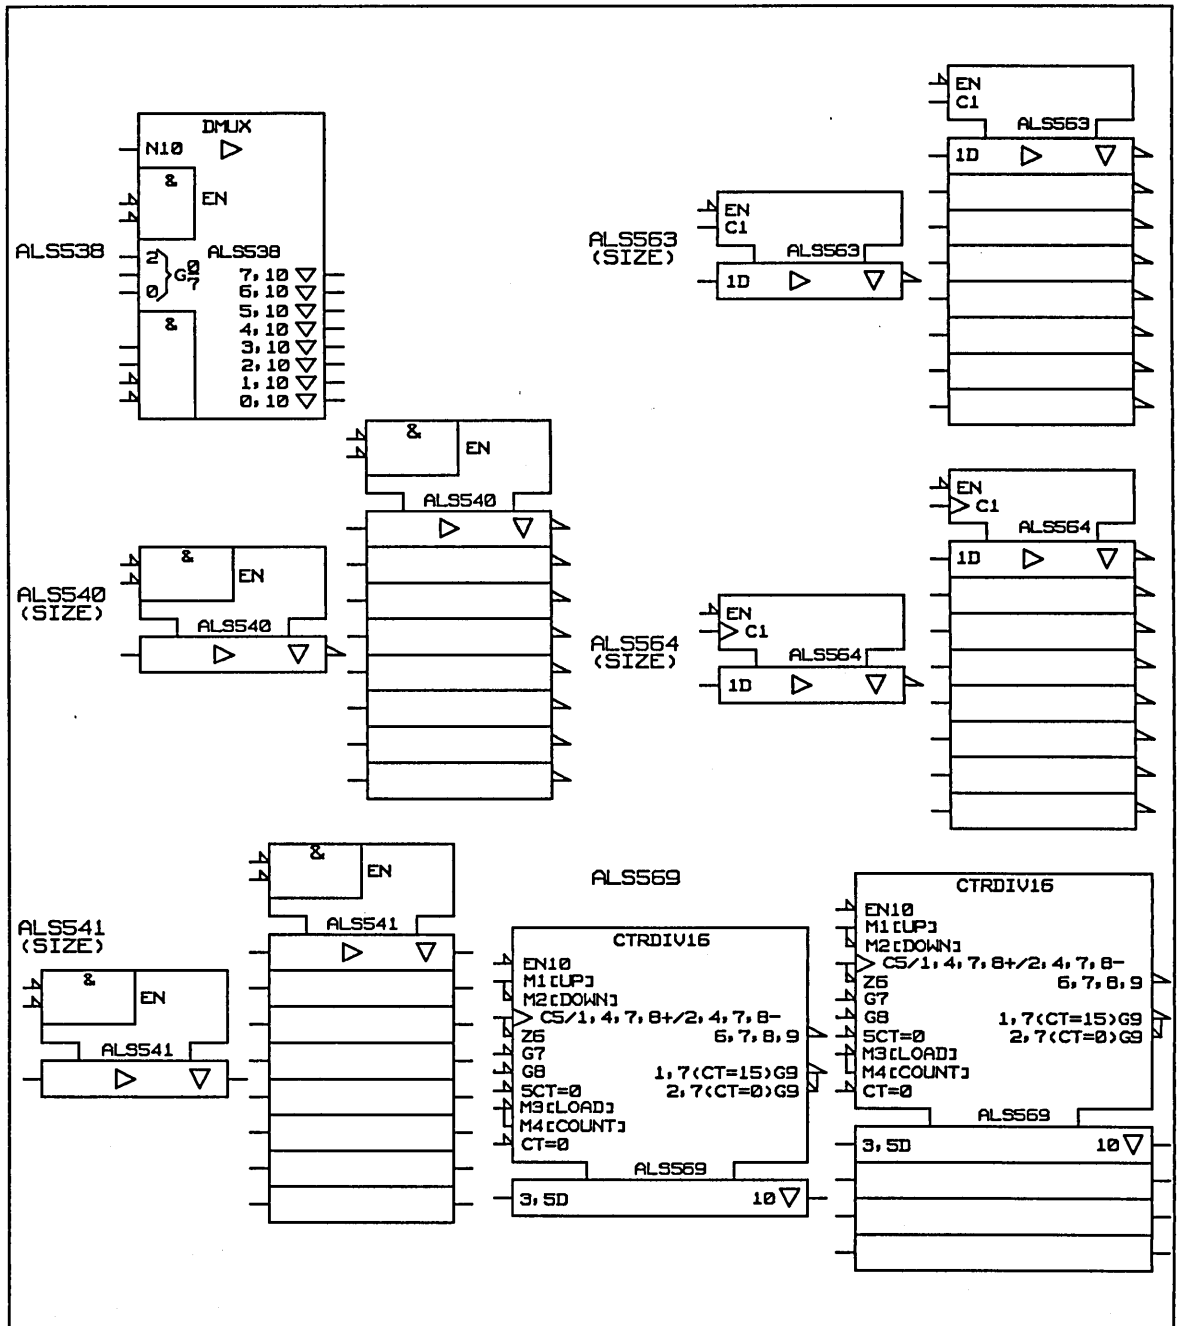 DMUX
N10
&
EN
ALS538
ALS538
2
0
G
0
7
7,10
6,10
5,10
&
4,10
3,10
2,10
1,10
0,10
EN
C1
ALS563
1D
EN
C1
ALS563
(SIZE)
ALS563
1D
&
EN
ALS540
&
EN
ALS540
(SIZE)
ALS540
EN
C1
ALS564
1D
EN
C1
ALS564
(SIZE)
ALS564
1D
&
EN
ALS541
ALS541
(SIZE)
&
EN
ALS541
ALS569
CTRDIV16
EN10
M1[UP]
M2[DOWN]
C5/1,4,7,8+/2,4,7,8-
Z6 6,7,8,9
G7
G8 1,7(CT=15)G9
5CT=0 2,7(CT=0)G9
M3[LOAD]
M4[COUNT]
CT=0
ALS569
3,5D 10
CTRDIV16
EN10
M1[UP]
M2[DOWN]
C5/1,4,7,8+/2,4,7,8-
Z6 6,7,8,9
G7
G8 1,7(CT=15)G9
5CT=0 2,7(CT=0)G9
M3[LOAD]
M4[COUNT]
CT=0
ALS569
3,5D 10